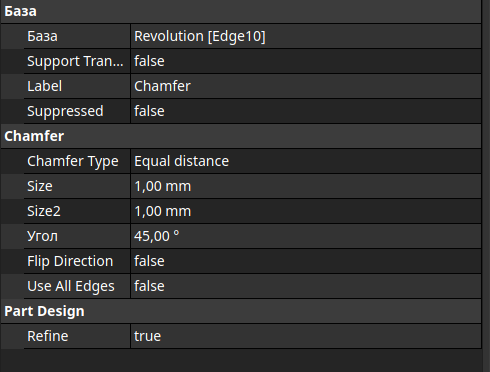 База
База Revolution [Edge10]
Support Tran... false
Label Chamfer
Suppressed false
Chamfer
Chamfer Type Equal distance
Size 1,00 mm
Size2 1,00 mm
Угол 45,00 °
Flip Direction false
Use All Edges false
Part Design
Refine true